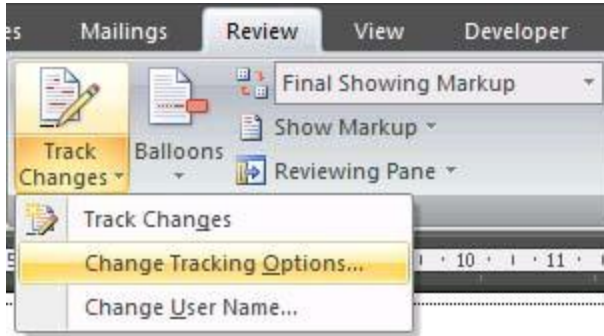 es Mailings Review View Developer
Final Showing Markup
Show Markup
Reviewing Pane
Track Changes
Balloons
Track Changes
Change Tracking Options...
Change User Name...
10 11